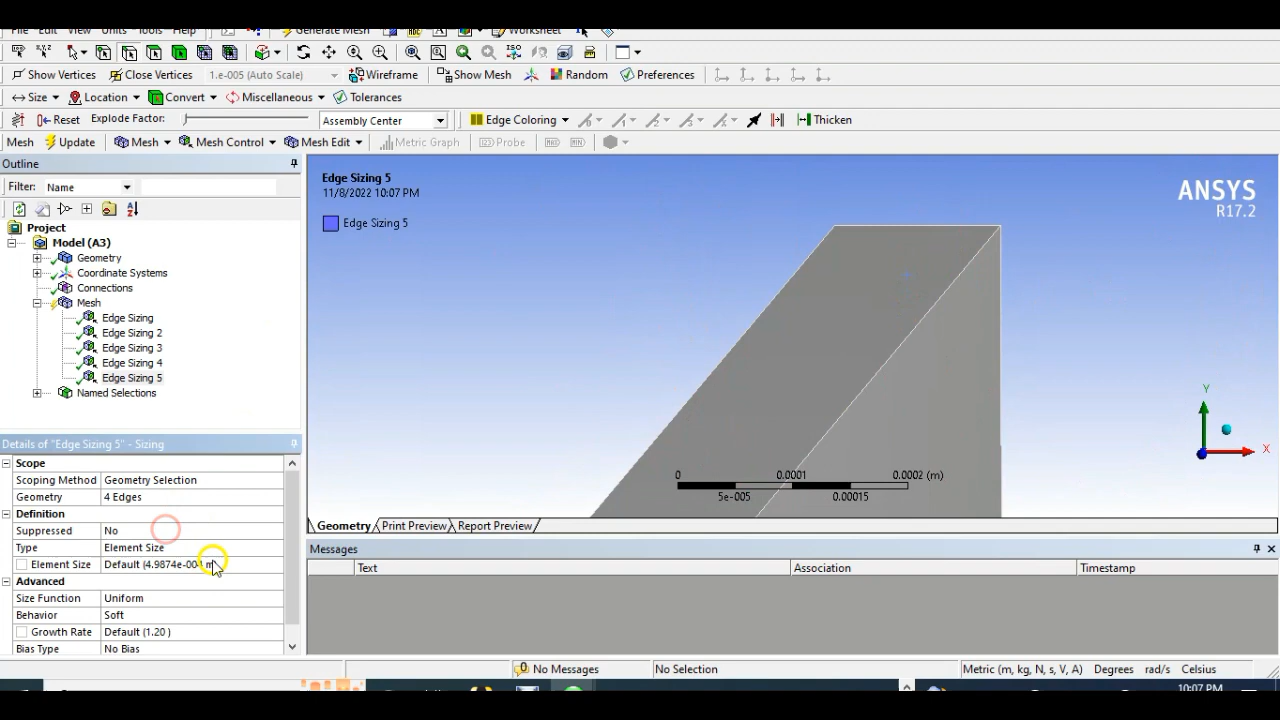 File Edit View Units Tools Help Generate Mesh Worksheet
Show Vertices Close Vertices 1.e-005 (Auto Scale) Wireframe Show Mesh Random Preferences
Size Location Convert Miscellaneous Tolerances
Reset Explode Factor: Assembly Center Edge Coloring Thicken
Mesh Update Mesh Mesh Control Mesh Edit Metric Graph Probe
Outline
Filter: Name
Project
Model (A3)
Geometry
Coordinate Systems
Connections
Mesh
Edge Sizing
Edge Sizing 2
Edge Sizing 3
Edge Sizing 4
Edge Sizing 5
Named Selections
Details of "Edge Sizing 5" - Sizing
Scope
Scoping Method Geometry Selection
Geometry 4 Edges
Definition
Suppressed No
Type Element Size
Element Size Default (4.9874e-004 m)
Advanced
Size Function Uniform
Behavior Soft
Growth Rate Default (1.20 )
Bias Type No Bias
Edge Sizing 5
11/8/2022 10:07 PM
Edge Sizing 5
ANSYS
R17.2
Y
X
0 0.0001 0.0002 (m)
5e-005 0.00015
Geometry Print Preview Report Preview
Messages
Text Association Timestamp
0 No Messages No Selection Metric (m, kg, N, s, V, A) Degrees rad/s Celsius
10:07 PM